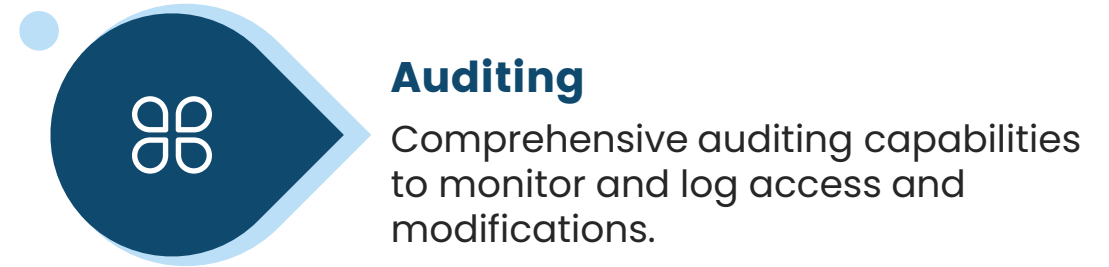 Auditing
Comprehensive auditing capabilities
to monitor and log access and
modifications.